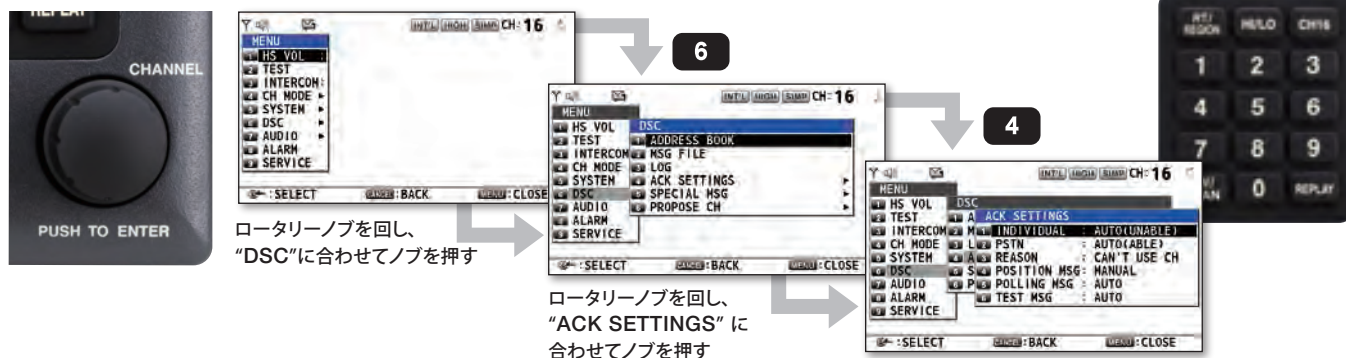 REPEAT
CHANNEL
PUSH TO ENTER
INT'L HIGH SIMP CH: 16
MENU
1 HS VOL :
2 TEST
3 INTERCOM:
4 CH MODE ▸
5 SYSTEM ▸
6 DSC ▸
7 AUDIO ▸
8 ALARM
9 SERVICE
:SELECT CANCEL:BACK MENU:CLOSE
ロータリーノブを回し、
“DSC”に合わせてノブを押す
6
INT'L HIGH SIMP CH: 16
MENU
1 HS VOL
2 TEST
3 INTERCOM
4 CH MODE
5 SYSTEM
6 DSC
7 AUDIO
8 ALARM
9 SERVICE
DSC
1 ADDRESS BOOK
2 MSG FILE
3 LOG
4 ACK SETTINGS ▸
5 SPECIAL MSG ▸
6 PROPOSE CH ▸
:SELECT CANCEL:BACK MENU:CLOSE
ロータリーノブを回し、
“ACK SETTINGS” に
合わせてノブを押す
4
INT'L HIGH SIMP CH: 16
MENU
1 HS VOL
2 TEST
3 INTERCOM
4 CH MODE
5 SYSTEM
6 DSC
7 AUDIO
8 ALARM
9 SERVICE
DSC
1 A
2 M
3 L
4 A
5 S
6 P
ACK SETTINGS
1 INDIVIDUAL : AUTO(UNABLE)
2 PSTN : AUTO(ABLE)
3 REASON : CAN'T USE CH
4 POSITION MSG: MANUAL
5 POLLING MSG : AUTO
6 TEST MSG : AUTO
:SELECT CANCEL:BACK MENU:CLOSE
REGION HI/LO CH16
1 2 3
4 5 6
7 8 9
0 REPLAY